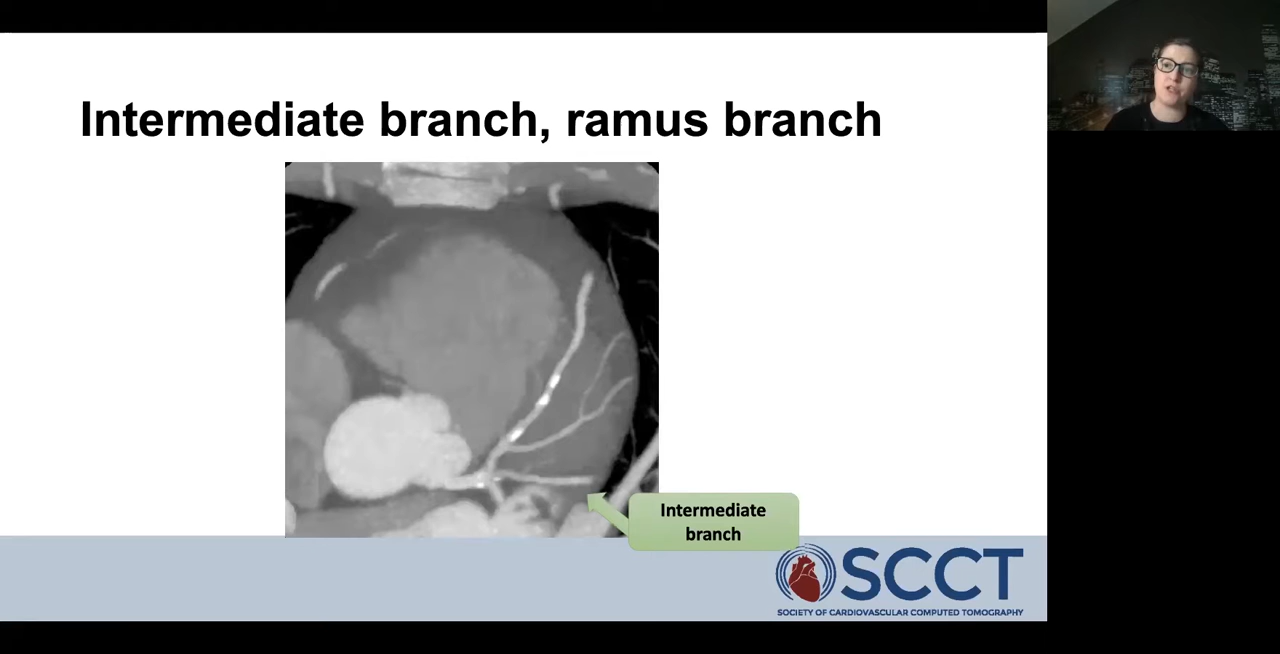 Intermediate branch, ramus branch
Intermediate
branch
SCCT
SOCIETY OF CARDIOVASCULAR COMPUTED TOMOGRAPHY